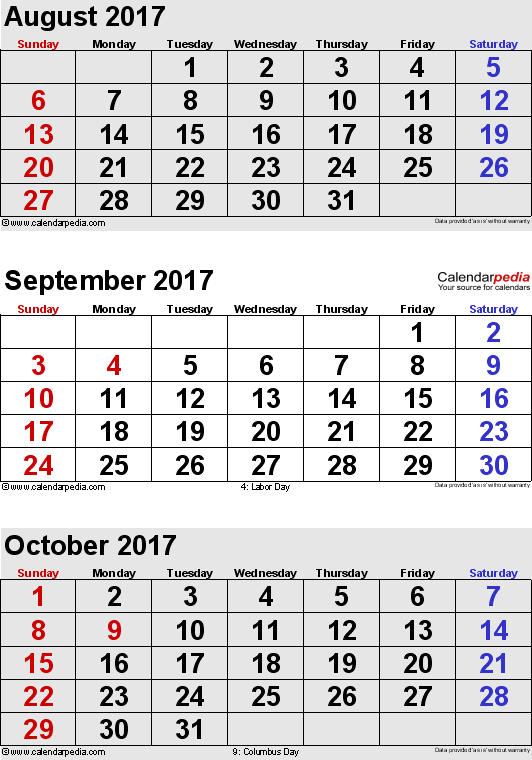 August 2017
Sunday Monday Tuesday Wednesday Thursday Friday Saturday
1 2 3 4 5
6 7 8 9 10 11 12
13 14 15 16 17 18 19
20 21 22 23 24 25 26
27 28 29 30 31
©www.calendarpedia.com Data provided 'as is' without warranty
September 2017 Calendarpedia
Your source for calendars
Sunday Monday Tuesday Wednesday Thursday Friday Saturday
1 2
3 4 5 6 7 8 9
10 11 12 13 14 15 16
17 18 19 20 21 22 23
24 25 26 27 28 29 30
©www.calendarpedia.com 4: Labor Day Data provided 'as is' without warranty
October 2017
Sunday Monday Tuesday Wednesday Thursday Friday Saturday
1 2 3 4 5 6 7
8 9 10 11 12 13 14
15 16 17 18 19 20 21
22 23 24 25 26 27 28
29 30 31
©www.calendarpedia.com 9: Columbus Day Data provided 'as is' without warranty